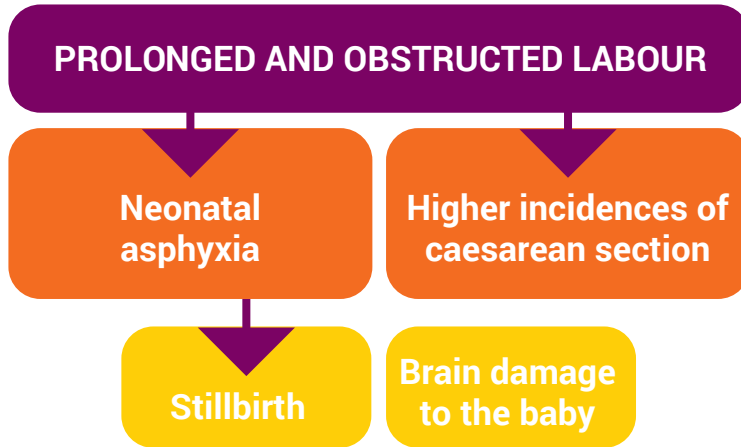 PROLONGED AND OBSTRUCTED LABOUR
Neonatal
asphyxia
Higher incidences of
caesarean section
Stillbirth
Brain damage
to the baby